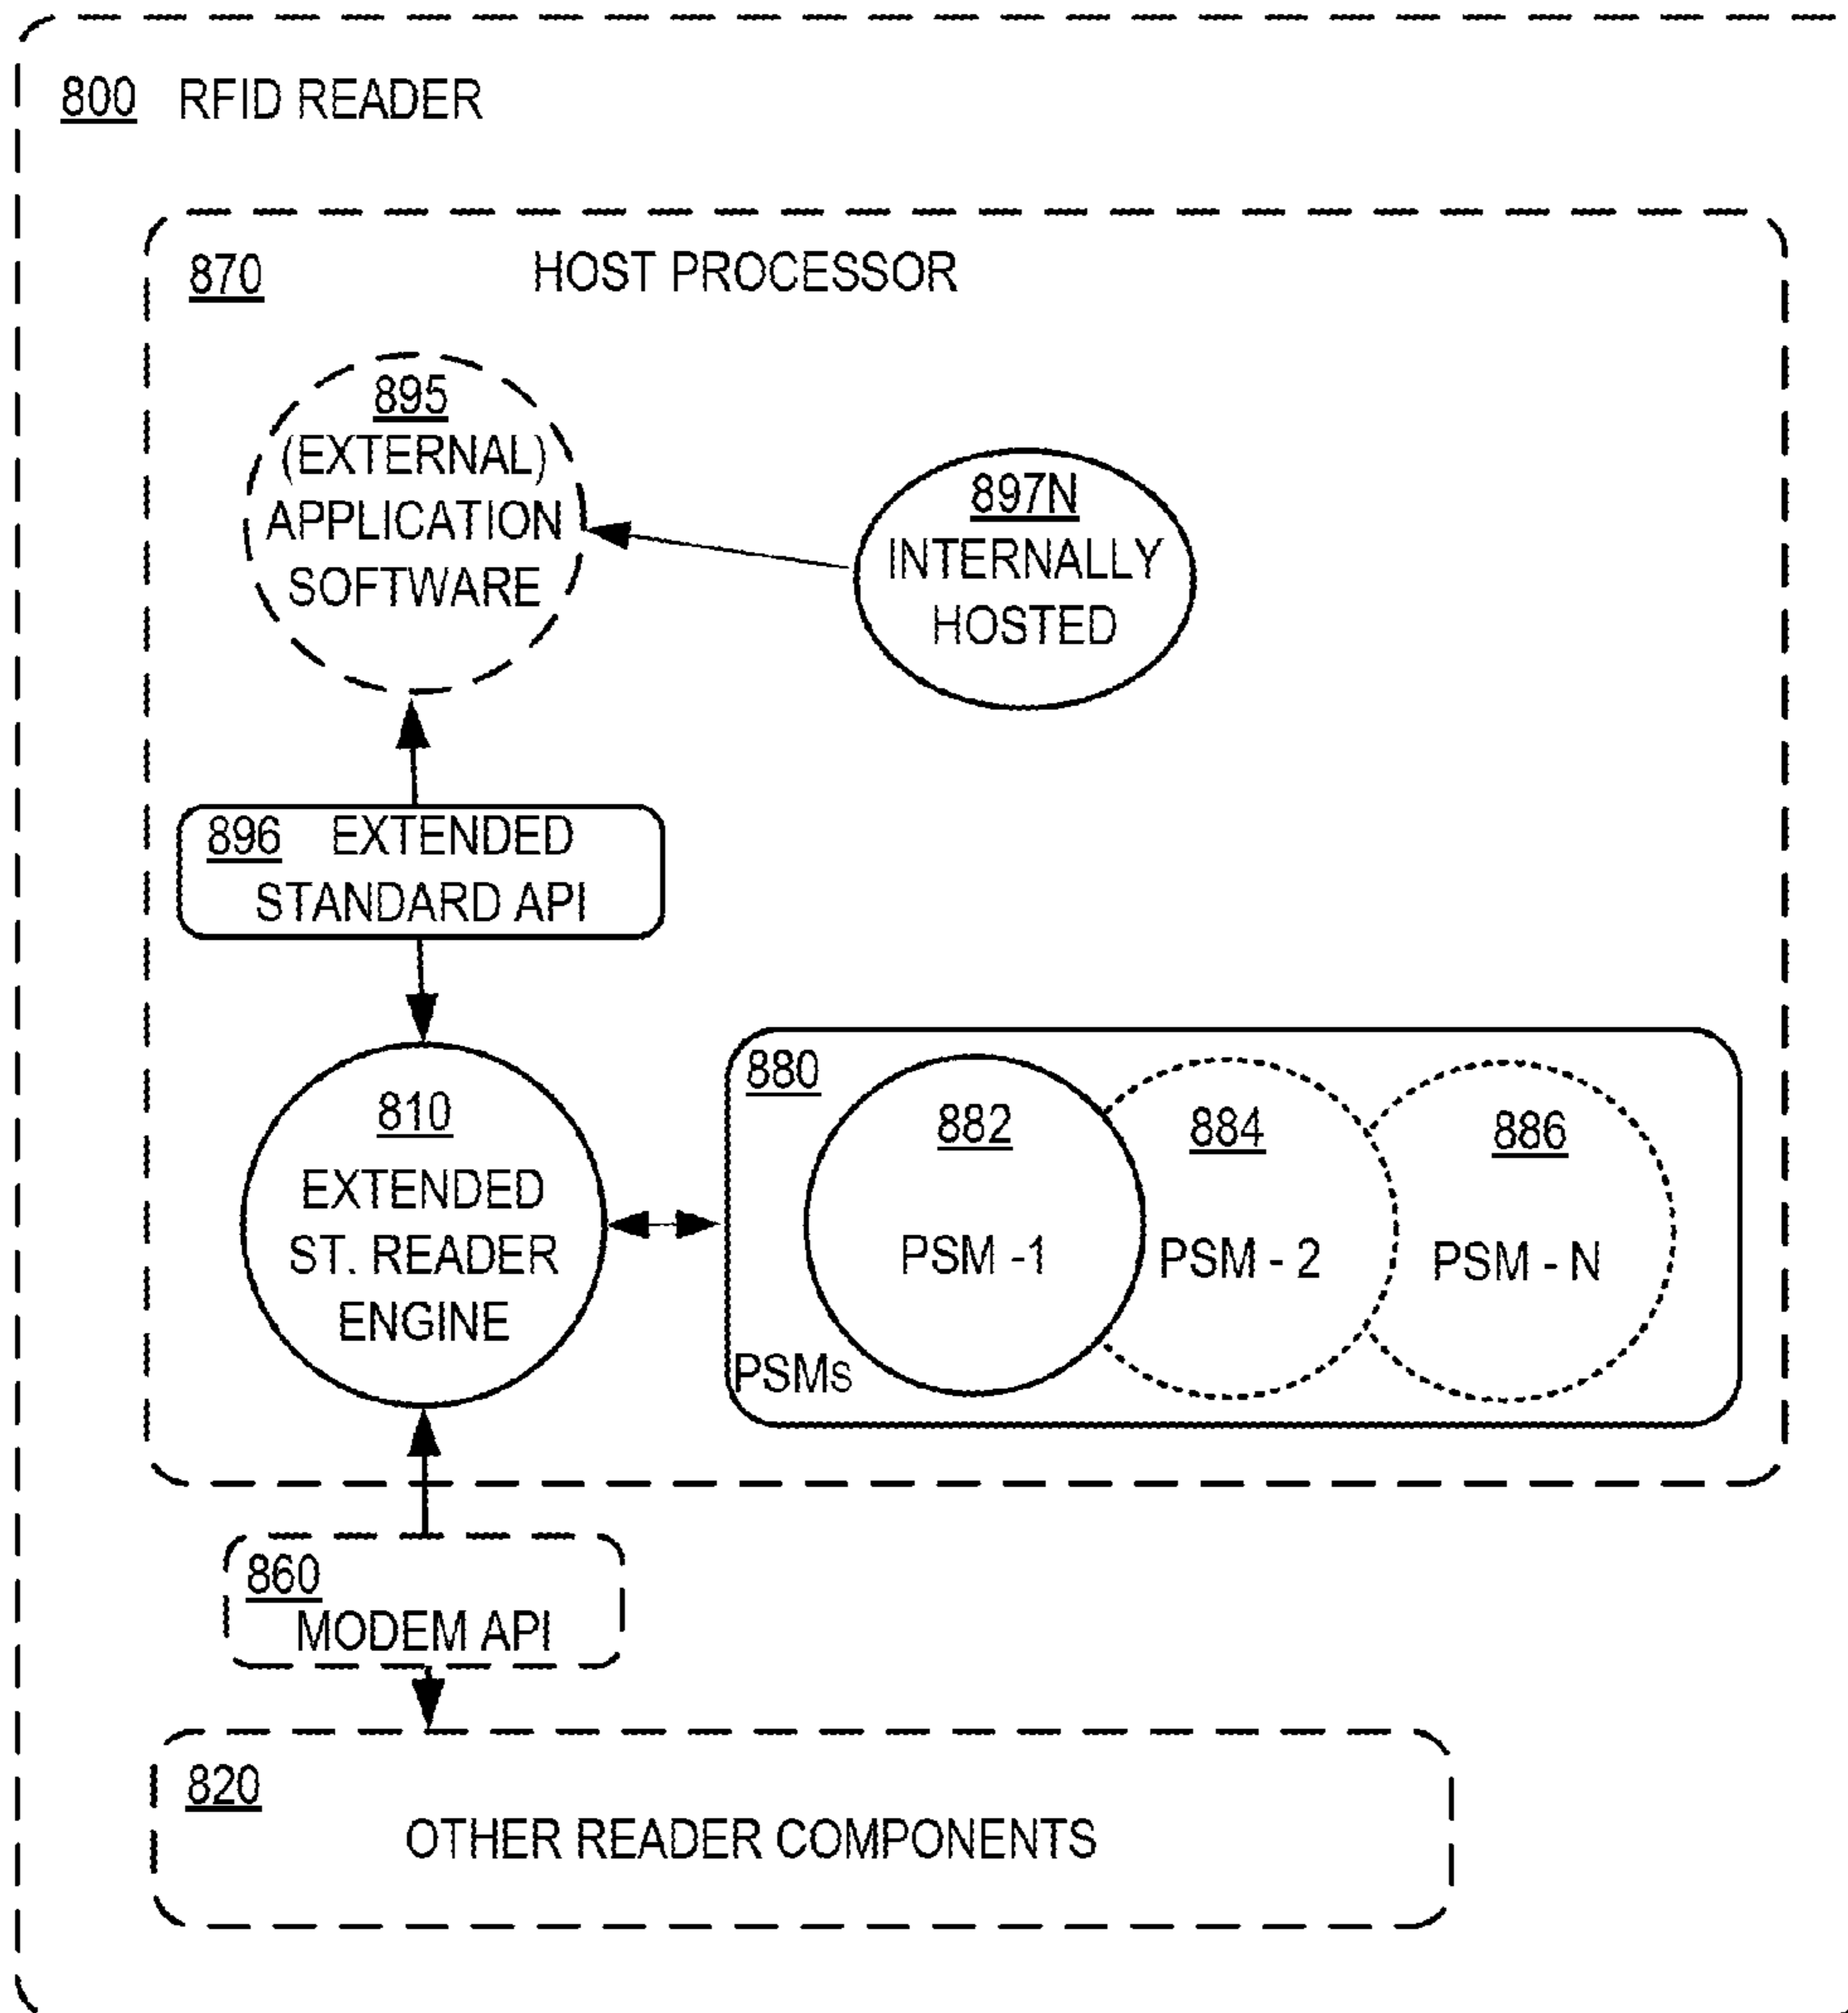 800 RFID READER
870 HOST PROCESSOR
895
(EXTERNAL)
APPLICATION
SOFTWARE
897N
INTERNALLY
HOSTED
896 EXTENDED
STANDARD API
810
EXTENDED
ST. READER
ENGINE
880
882
PSM -1
884
PSM - 2
886
PSM - N
PSMs
860
MODEM API
820
OTHER READER COMPONENTS